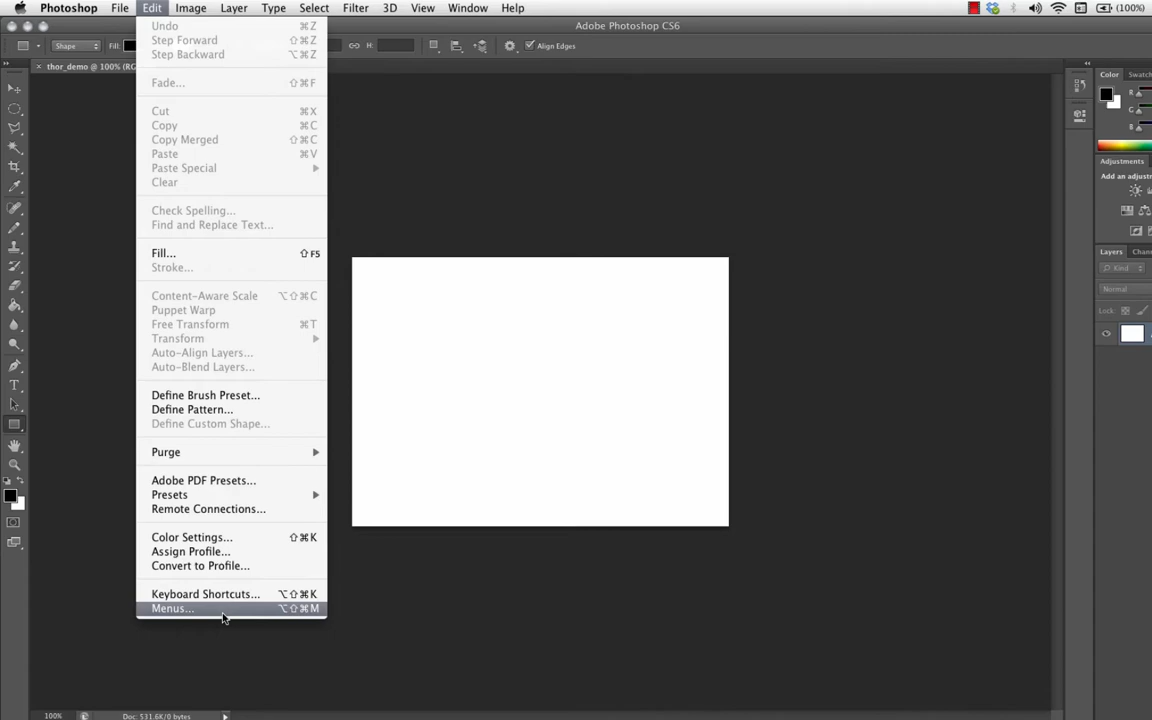 Photoshop File Edit Image Layer Type Select Filter 3D View Window Help (100%)
Adobe Photoshop CS6
Shape Fill: H: Align Edges
× thor_demo @ 100% (RG
Undo ⌘Z
Step Forward ⇧⌘Z
Step Backward ⌥⌘Z
Fade... ⇧⌘F
Cut ⌘X
Copy ⌘C
Copy Merged ⇧⌘C
Paste ⌘V
Paste Special
Clear
Check Spelling...
Find and Replace Text...
Fill... ⇧F5
Stroke...
Content-Aware Scale ⌥⇧⌘C
Puppet Warp
Free Transform ⌘T
Transform
Auto-Align Layers...
Auto-Blend Layers...
Define Brush Preset...
Define Pattern...
Define Custom Shape...
Purge
Adobe PDF Presets...
Presets
Remote Connections...
Color Settings... ⇧⌘K
Assign Profile...
Convert to Profile...
Keyboard Shortcuts... ⌥⇧⌘K
Menus... ⌥⇧⌘M
Color Swatc
R
G
B
Adjustments
Add an adjustm
Layers Chan
Kind
Normal
Lock:
100% Doc: 531.6K/0 bytes